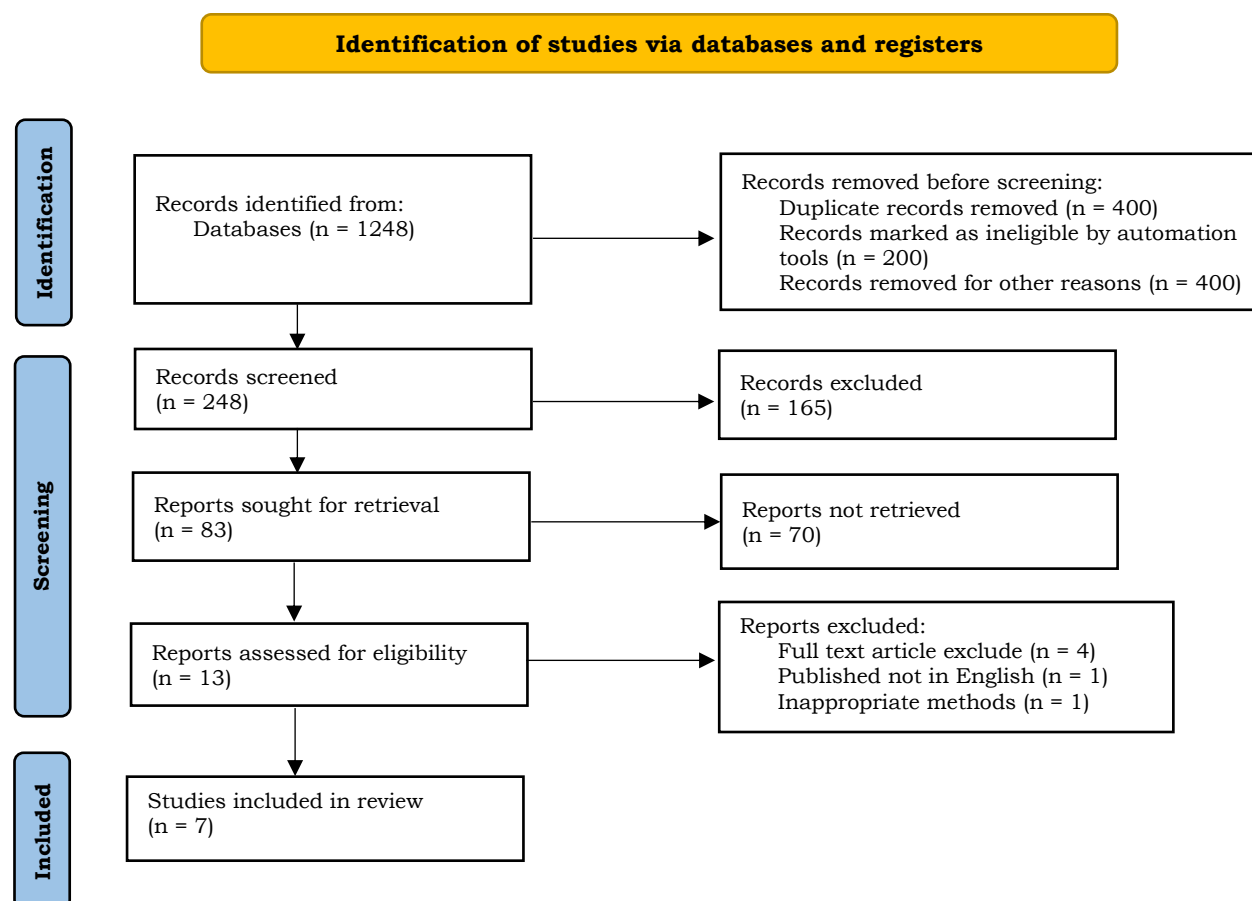 Identification of studies via databases and registers
Identification
Records identified from:
Databases (n = 1248)
Records removed before screening:
Duplicate records removed (n = 400)
Records marked as ineligible by automation
tools (n = 200)
Records removed for other reasons (n = 400)
Screening
Records screened
(n = 248)
Records excluded
(n = 165)
Reports sought for retrieval
(n = 83)
Reports not retrieved
(n = 70)
Reports assessed for eligibility
(n = 13)
Reports excluded:
Full text article exclude (n = 4)
Published not in English (n = 1)
Inappropriate methods (n = 1)
Included
Studies included in review
(n = 7)